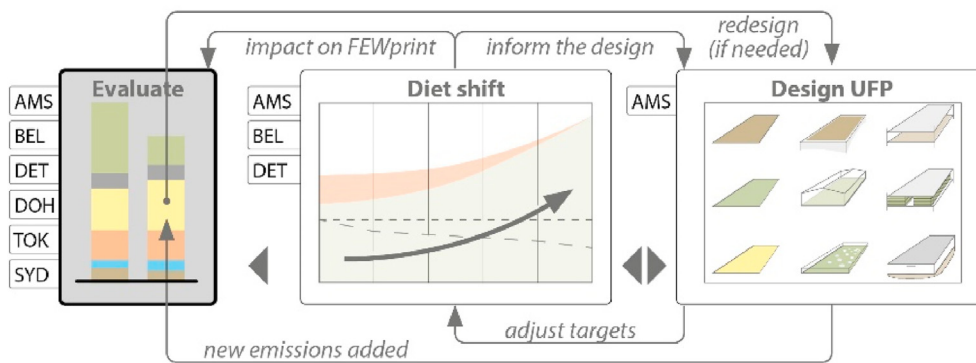 redesign
(if needed)
impact on FEWprint
inform the design
Evaluate
Diet shift
Design UFP
AMS
BEL
DET
DOH
TOK
SYD
AMS
BEL
DET
AMS
adjust targets
new emissions added